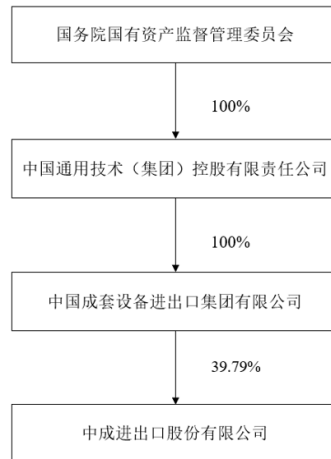 国务院国有资产监督管理委员会
100%
中国通用技术（集团）控股有限责任公司
100%
中国成套设备进出口集团有限公司
39.79%
中成进出口股份有限公司